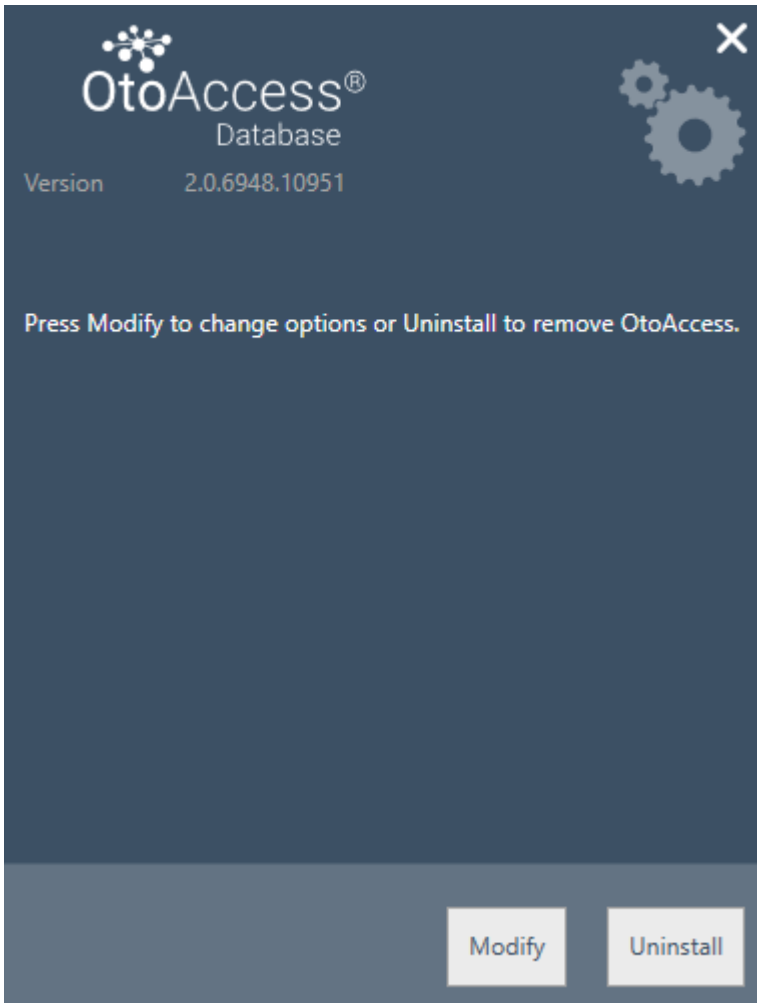 OtoAccess®
Database
Version 2.0.6948.10951
Press Modify to change options or Uninstall to remove OtoAccess.
Modify Uninstall